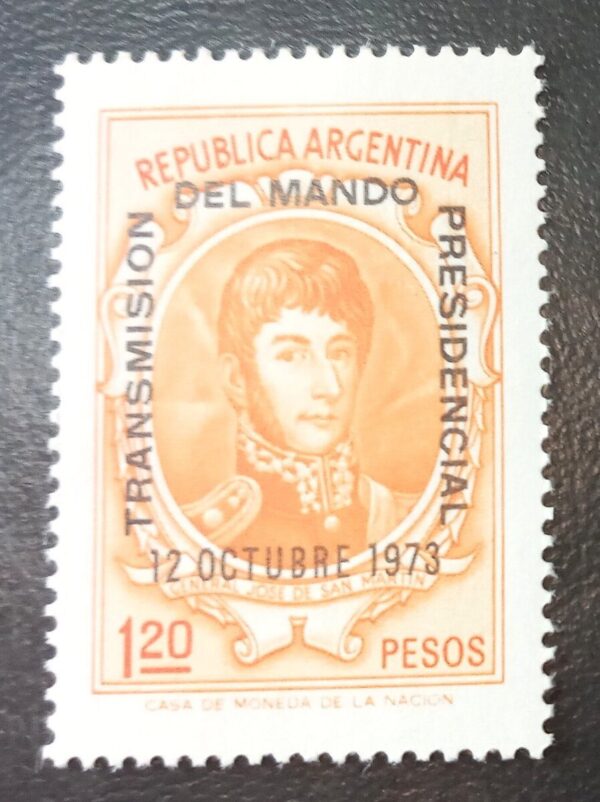 REPUBLICA ARGENTINA
TRANSMISION
DEL MANDO
PRESIDENCIAL
12 OCTUBRE 1973
GENERAL JOSE DE SAN MARTIN
1.20
PESOS
CASA DE MONEDA DE LA NACION